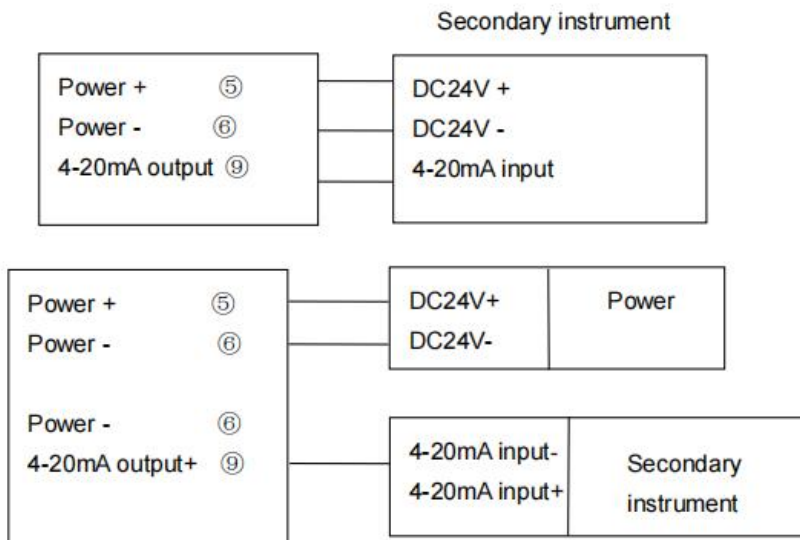 Secondary instrument
Power + ⑤
Power - ⑥
4-20mA output ⑨
DC24V +
DC24V -
4-20mA input
Power + ⑤
Power - ⑥
Power - ⑥
4-20mA output+ ⑨
DC24V+
DC24V-
Power
4-20mA input-
4-20mA input+
Secondary
instrument